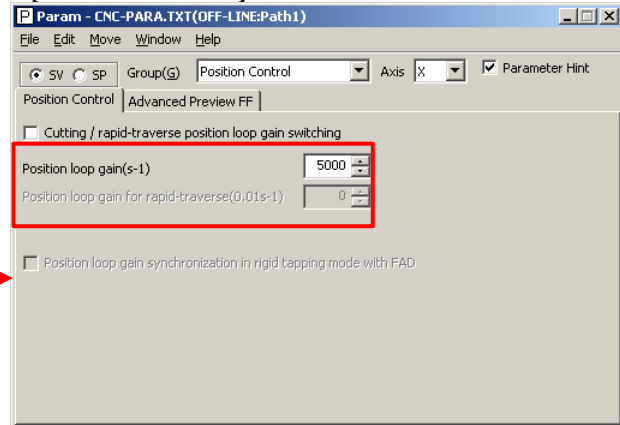 Param - CNC-PARA.TXT(OFF-LINE:Path1)
File Edit Move Window Help
SV SP Group(G) Position Control Axis X Parameter Hint
Position Control Advanced Preview FF
Cutting / rapid-traverse position loop gain switching
Position loop gain(s-1) 5000
Position loop gain for rapid-traverse(0.01s-1) 0
Position loop gain synchronization in rigid tapping mode with FAD